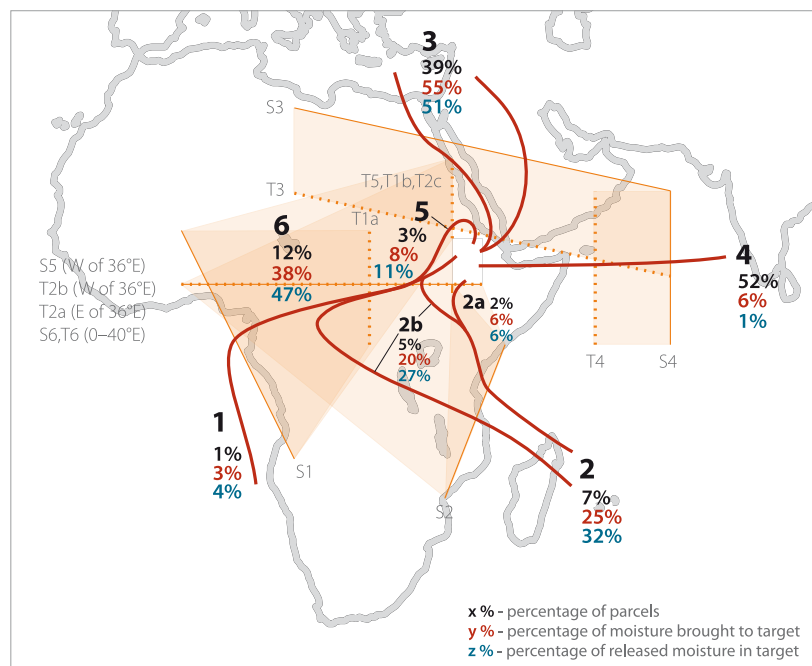 3
39%
55%
51%
S3
T5,T1b,T2c
T3
T1a
5
3%
8%
11%
6
12%
38%
47%
S5 (W of 36°E)
T2b (W of 36°E)
T2a (E of 36°E)
S6,T6 (0–40°E)
4
52%
6%
1%
2a
2%
6%
6%
2b
5%
20%
27%
T4
S4
1
1%
3%
4%
S1
S2
2
7%
25%
32%
x % - percentage of parcels
y % - percentage of moisture brought to target
z % - percentage of released moisture in target